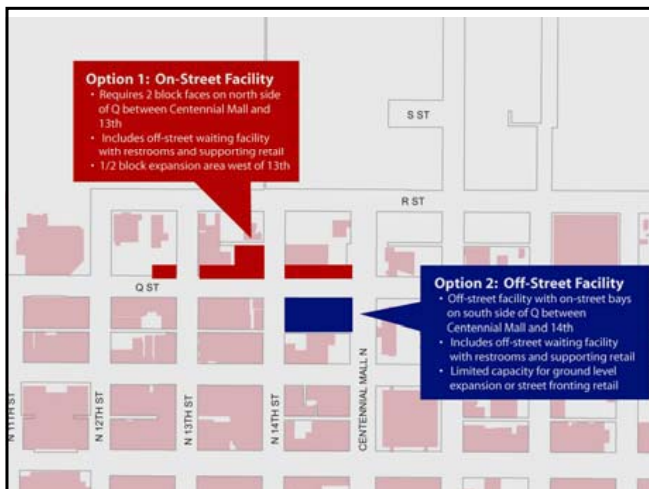 Option 1: On-Street Facility
• Requires 2 block faces on north side
of Q between Centennial Mall and
13th
• Includes off-street waiting facility
with restrooms and supporting retail
• 1/2 block expansion area west of 13th
S ST
R ST
Q ST
Option 2: Off-Street Facility
• Off-street facility with on-street bays
on south side of Q between
Centennial Mall and 14th
• Includes off-street waiting facility
with restrooms and supporting retail
• Limited capacity for ground level
expansion or street fronting retail
N 11TH ST
N 12TH ST
N 13TH ST
N 14TH ST
CENTENNIAL MALL N